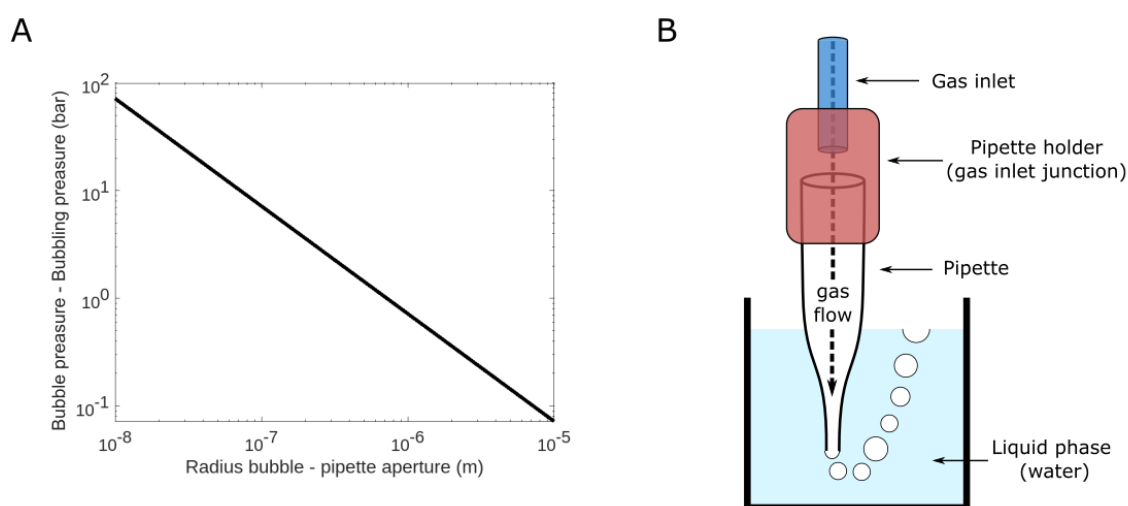 A
B
10^2
10^1
10^0
10^-1
Bubble preasure - Bubbling preasure (bar)
10^-8
10^-7
10^-6
10^-5
Radius bubble - pipette aperture (m)
Gas inlet
Pipette holder
(gas inlet junction)
Pipette
gas
flow
Liquid phase
(water)